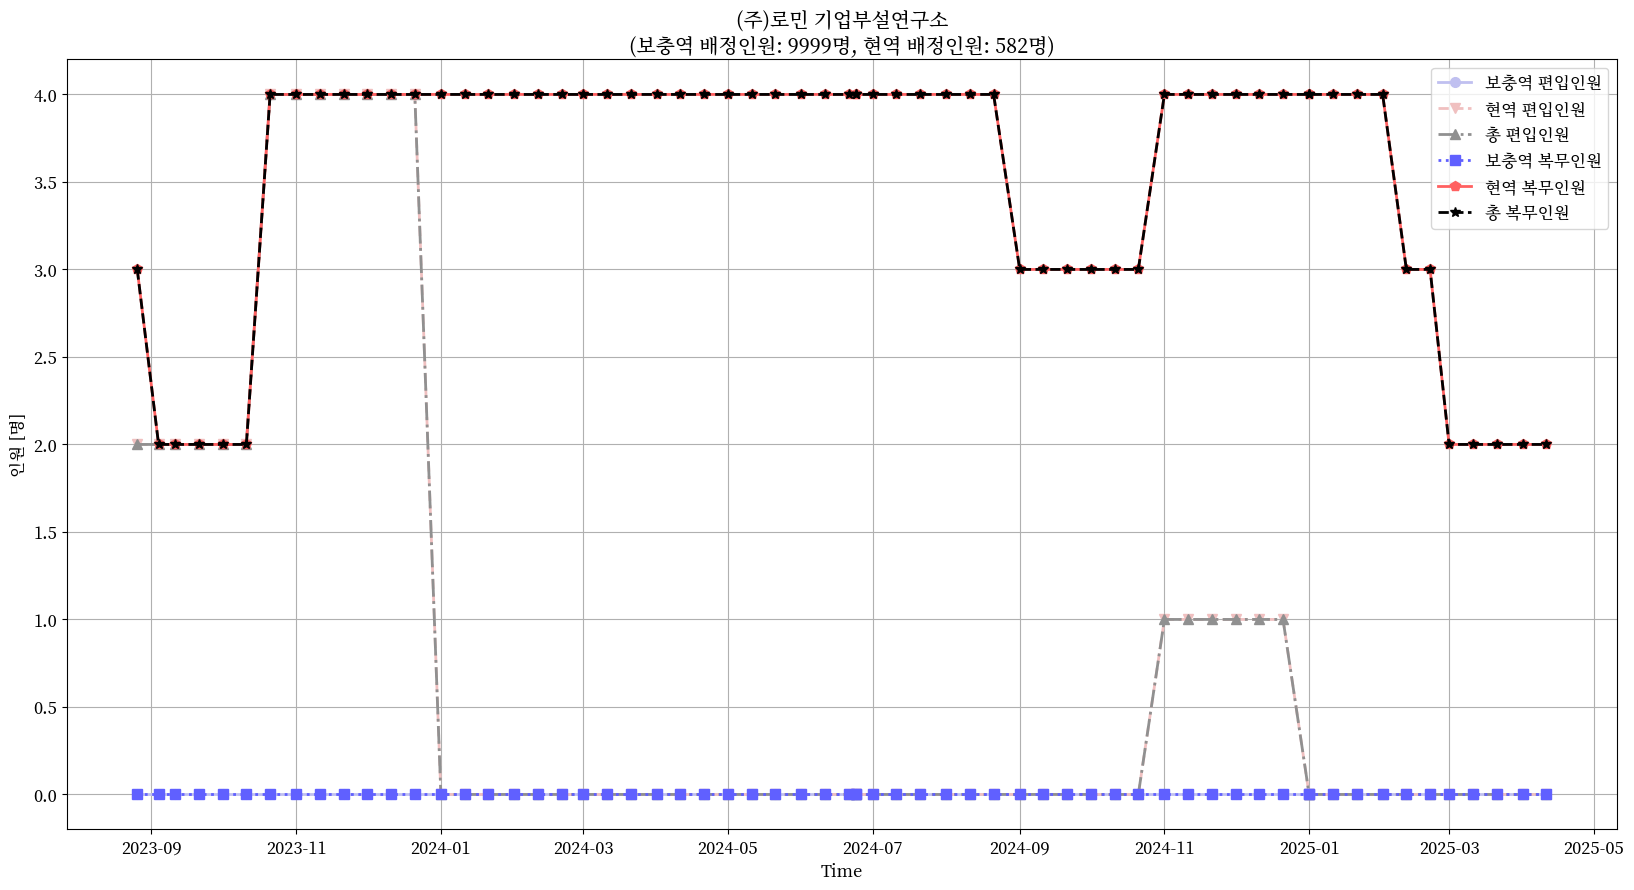 (주)로민 기업부설연구소
(보충역 배정인원: 9999명, 현역 배정인원: 582명)
보충역 편입인원
현역 편입인원
총 편입인원
보충역 복무인원
현역 복무인원
총 복무인원
4.0
3.5
3.0
2.5
2.0
1.5
1.0
0.5
0.0
인원 [명]
2023-09
2023-11
2024-01
2024-03
2024-05
2024-07
2024-09
2024-11
2025-01
2025-03
2025-05
Time